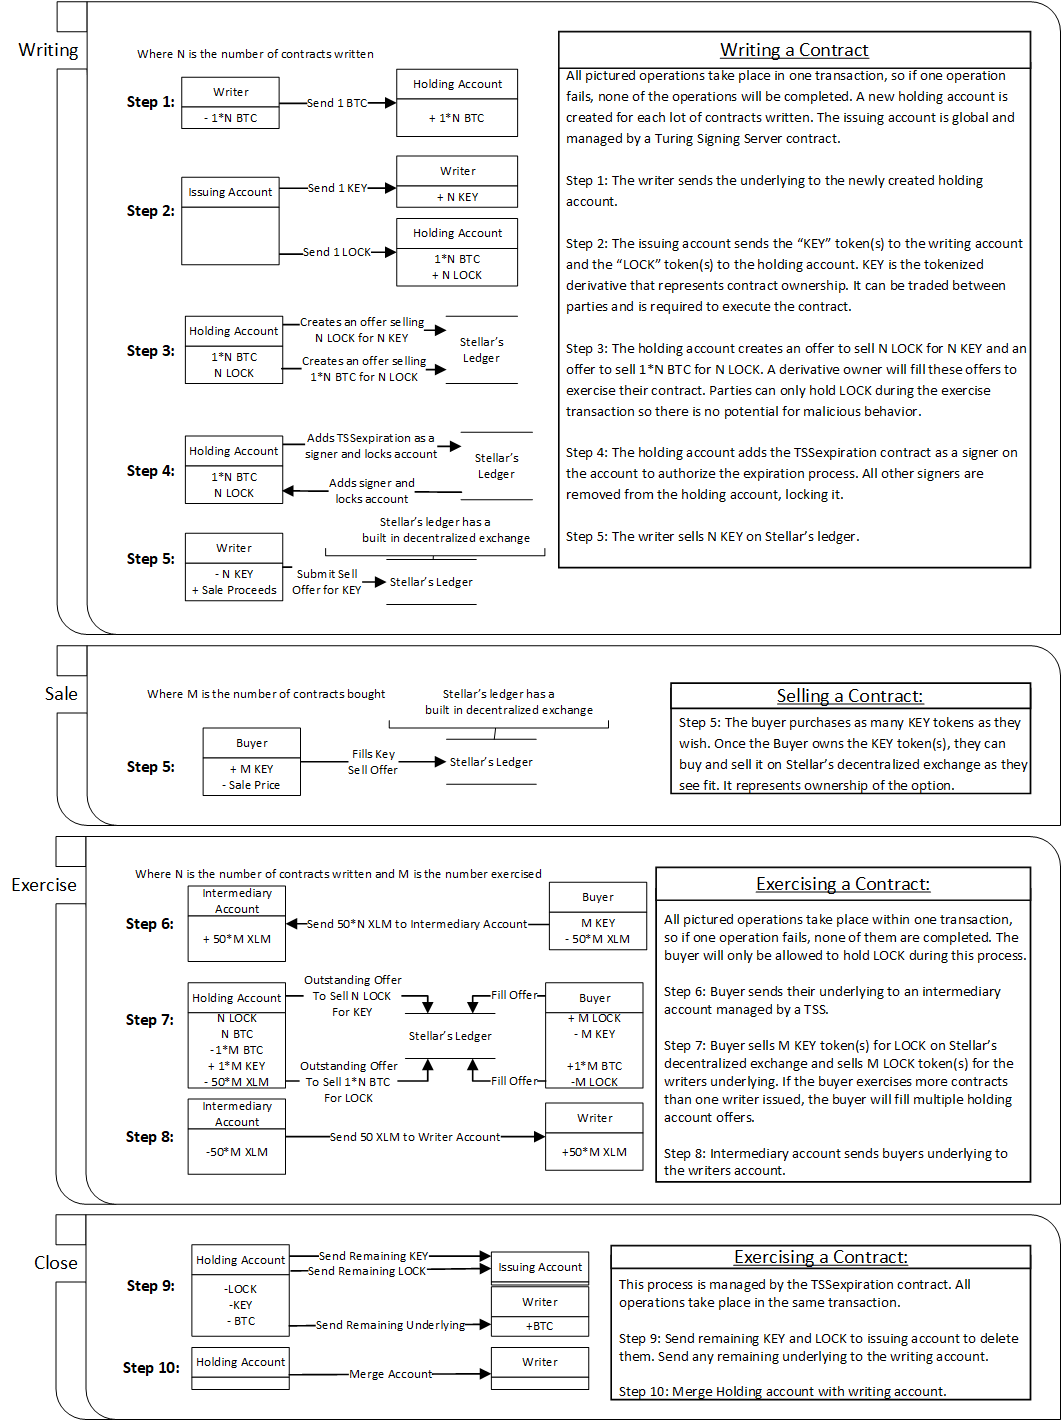 Writing
Where N is the number of contracts written
Step 1:
Writer
- 1*N BTC
Send 1 BTC
Holding Account
+ 1*N BTC
Step 2:
Issuing Account
Send 1 KEY
Writer
+ N KEY
Send 1 LOCK
Holding Account
1*N BTC
+ N LOCK
Step 3:
Holding Account
1*N BTC
N LOCK
Creates an offer selling
N LOCK for N KEY
Creates an offer selling
1*N BTC for N LOCK
Stellar’s
Ledger
Step 4:
Holding Account
1*N BTC
N LOCK
Adds TSSexpiration as a
signer and locks account
Adds signer and
locks account
Stellar’s
Ledger
Stellar’s ledger has a
built in decentralized exchange
Step 5:
Writer
- N KEY
+ Sale Proceeds
Submit Sell
Offer for KEY
Stellar’s Ledger
Writing a Contract
All pictured operations take place in one transaction, so if one operation
fails, none of the operations will be completed. A new holding account is
created for each lot of contracts written. The issuing account is global and
managed by a Turing Signing Server contract.
Step 1: The writer sends the underlying to the newly created holding
account.
Step 2: The issuing account sends the “KEY” token(s) to the writing account
and the “LOCK” token(s) to the holding account. KEY is the tokenized
derivative that represents contract ownership. It can be traded between
parties and is required to execute the contract.
Step 3: The holding account creates an offer to sell N LOCK for N KEY and an
offer to sell 1*N BTC for N LOCK. A derivative owner will fill these offers to
exercise their contract. Parties can only hold LOCK during the exercise
transaction so there is no potential for malicious behavior.
Step 4: The holding account adds the TSSexpiration contract as a signer on
the account to authorize the expiration process. All other signers are
removed from the holding account, locking it.
Step 5: The writer sells N KEY on Stellar’s ledger.
Sale
Where M is the number of contracts bought
Stellar’s ledger has a
built in decentralized exchange
Step 5:
Buyer
+ M KEY
- Sale Price
Fills Key
Sell Offer
Stellar’s Ledger
Selling a Contract:
Step 5: The buyer purchases as many KEY tokens as they
wish. Once the Buyer owns the KEY token(s), they can
buy and sell it on Stellar’s decentralized exchange as they
see fit. It represents ownership of the option.
Exercise
Where N is the number of contracts written and M is the number exercised
Step 6:
Intermediary
Account
+ 50*M XLM
Send 50*N XLM to Intermediary Account
Buyer
M KEY
- 50*M XLM
Step 7:
Holding Account
N LOCK
N BTC
-1*M BTC
+ 1*M KEY
- 50*M XLM
Outstanding Offer
To Sell N LOCK
For KEY
Outstanding Offer
To Sell 1*N BTC
For LOCK
Stellar’s Ledger
Fill Offer
Fill Offer
Buyer
+ M LOCK
- M KEY
+1*M BTC
-M LOCK
Step 8:
Intermediary
Account
-50*M XLM
Send 50 XLM to Writer Account
Writer
+50*M XLM
Exercising a Contract:
All pictured operations take place within one transaction,
so if one operation fails, none of them are completed. The
buyer will only be allowed to hold LOCK during this process.
Step 6: Buyer sends their underlying to an intermediary
account managed by a TSS.
Step 7: Buyer sells M KEY token(s) for LOCK on Stellar’s
decentralized exchange and sells M LOCK token(s) for the
writers underlying. If the buyer exercises more contracts
than one writer issued, the buyer will fill multiple holding
account offers.
Step 8: Intermediary account sends buyers underlying to
the writers account.
Close
Step 9:
Holding Account
-LOCK
-KEY
- BTC
Send Remaining KEY
Send Remaining LOCK
Issuing Account
Send Remaining Underlying
Writer
+BTC
Step 10:
Holding Account
Merge Account
Writer
Exercising a Contract:
This process is managed by the TSSexpiration contract. All
operations take place in the same transaction.
Step 9: Send remaining KEY and LOCK to issuing account to delete
them. Send any remaining underlying to the writing account.
Step 10: Merge Holding account with writing account.